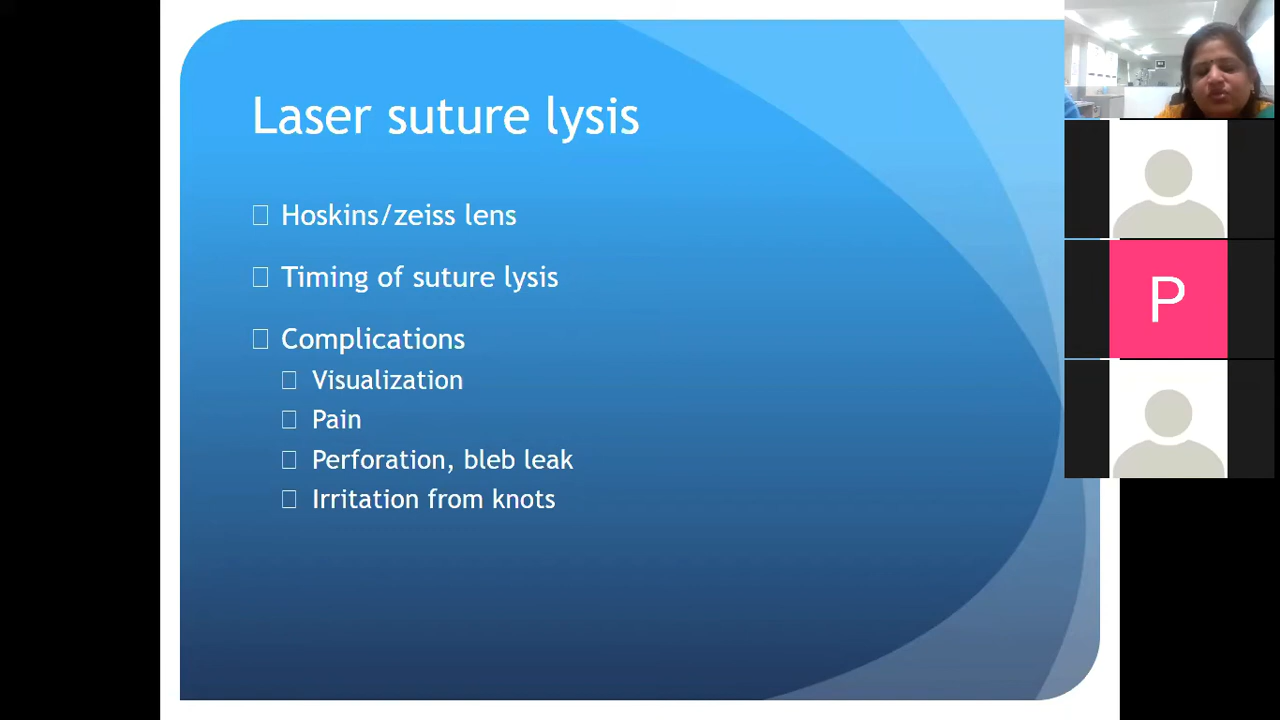 Laser suture lysis
Hoskins/zeiss lens
Timing of suture lysis
Complications
Visualization
Pain
Perforation, bleb leak
Irritation from knots
P